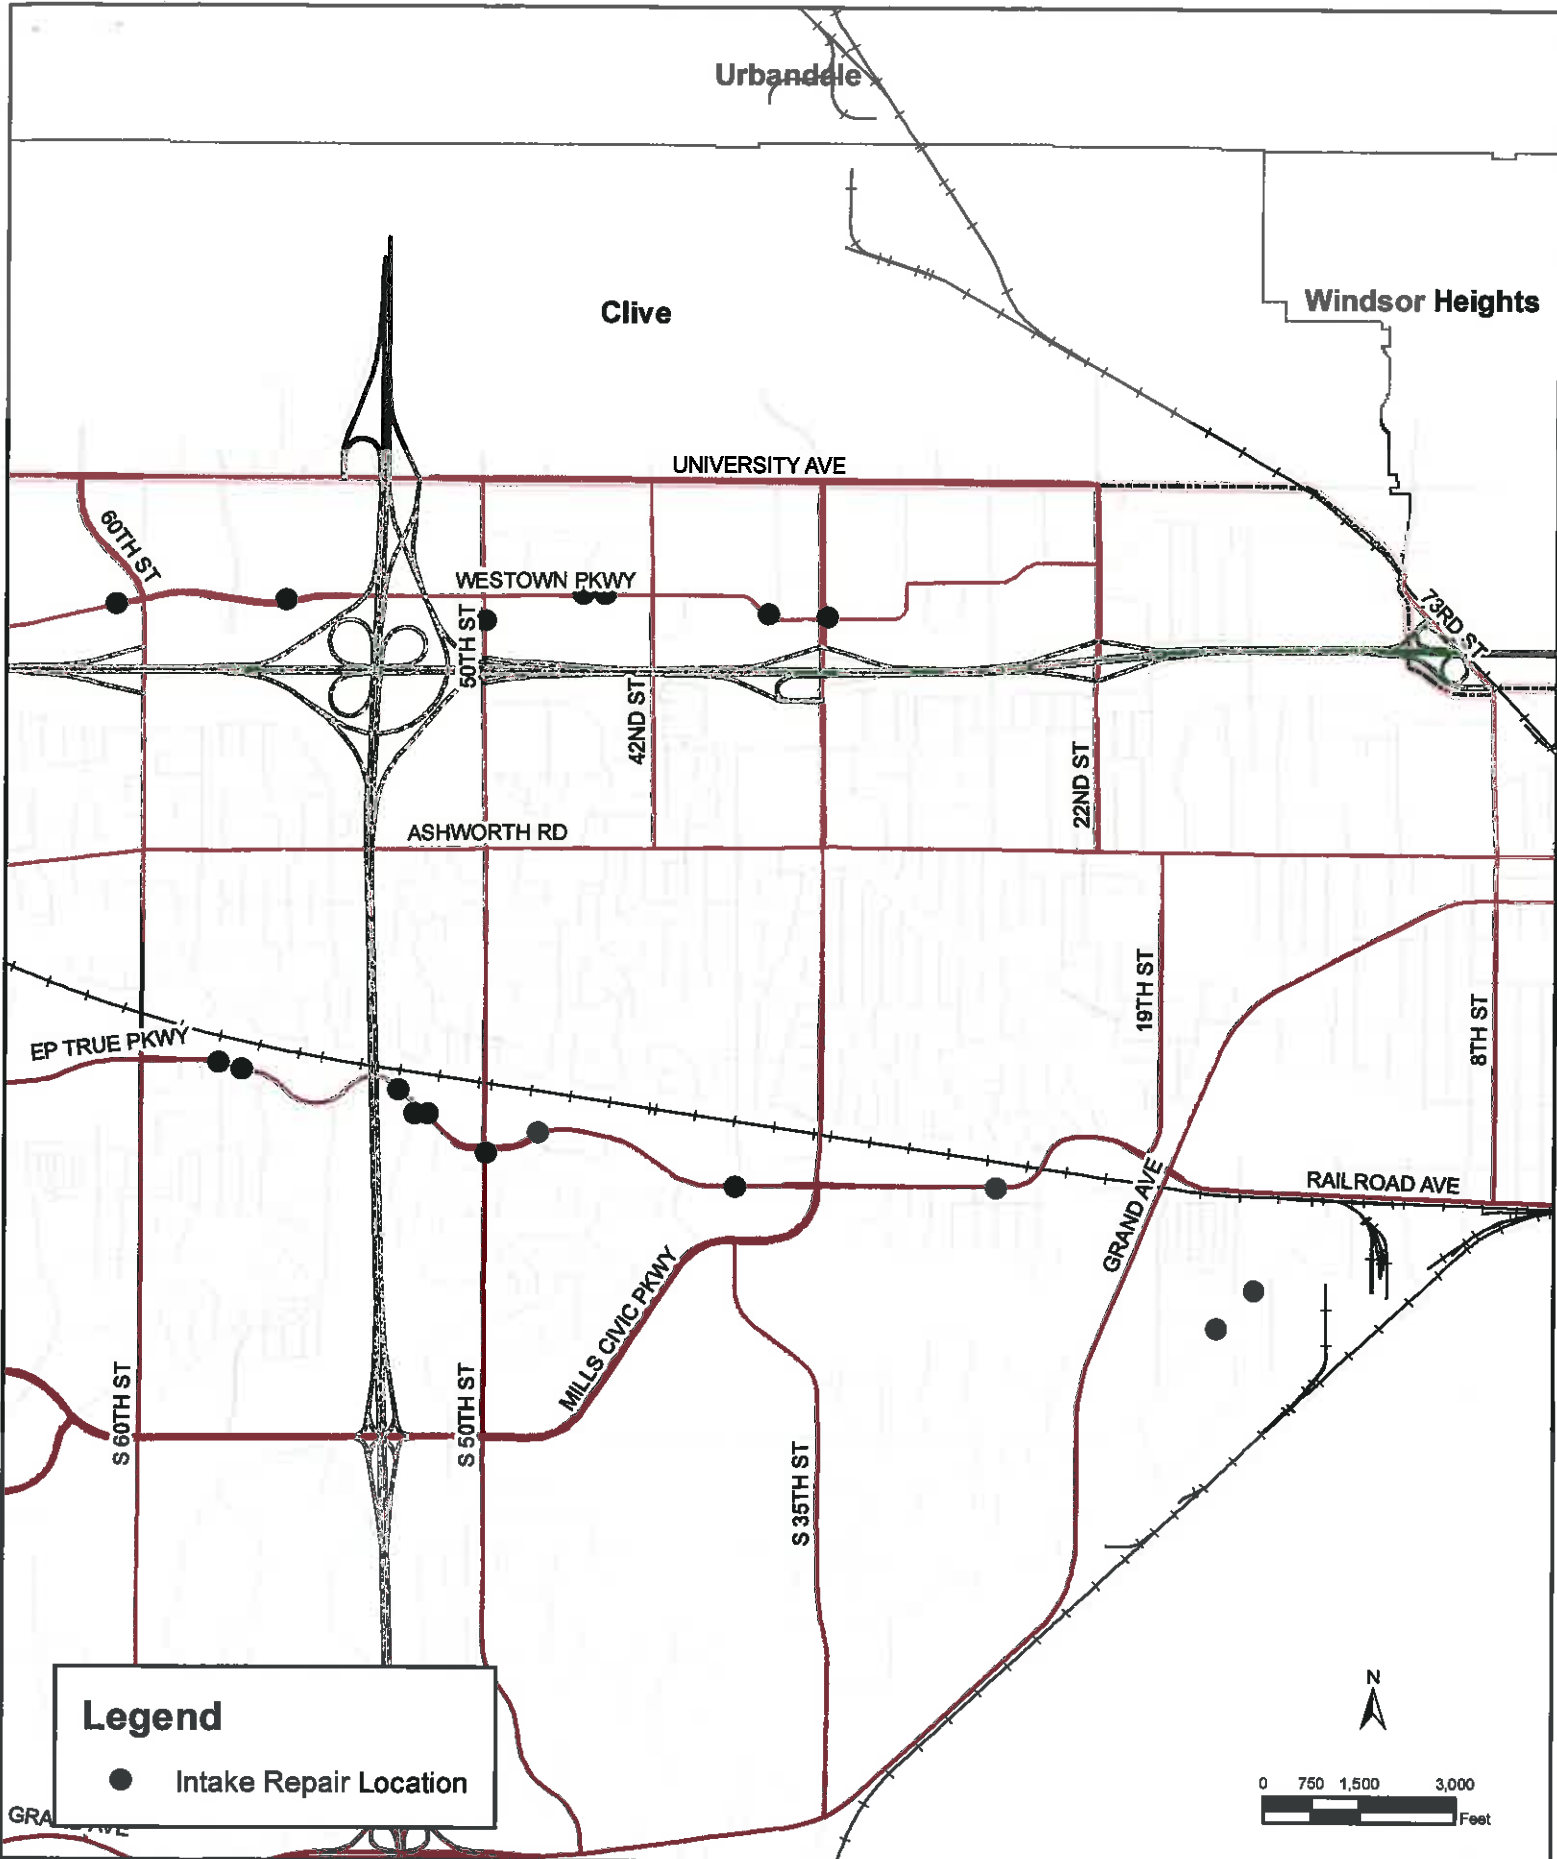 Urbandale
Clive
Windsor Heights
UNIVERSITY AVE
60TH ST
WESTOWN PKWY
73RD ST
50TH ST
42ND ST
22ND ST
ASHWORTH RD
19TH ST
8TH ST
EP TRUE PKWY
RAILROAD AVE
GRAND AVE
MILLS CIVIC PKWY
S 60TH ST
S 50TH ST
S 35TH ST
N
Legend
Intake Repair Location
0 750 1,500 3,000
Feet